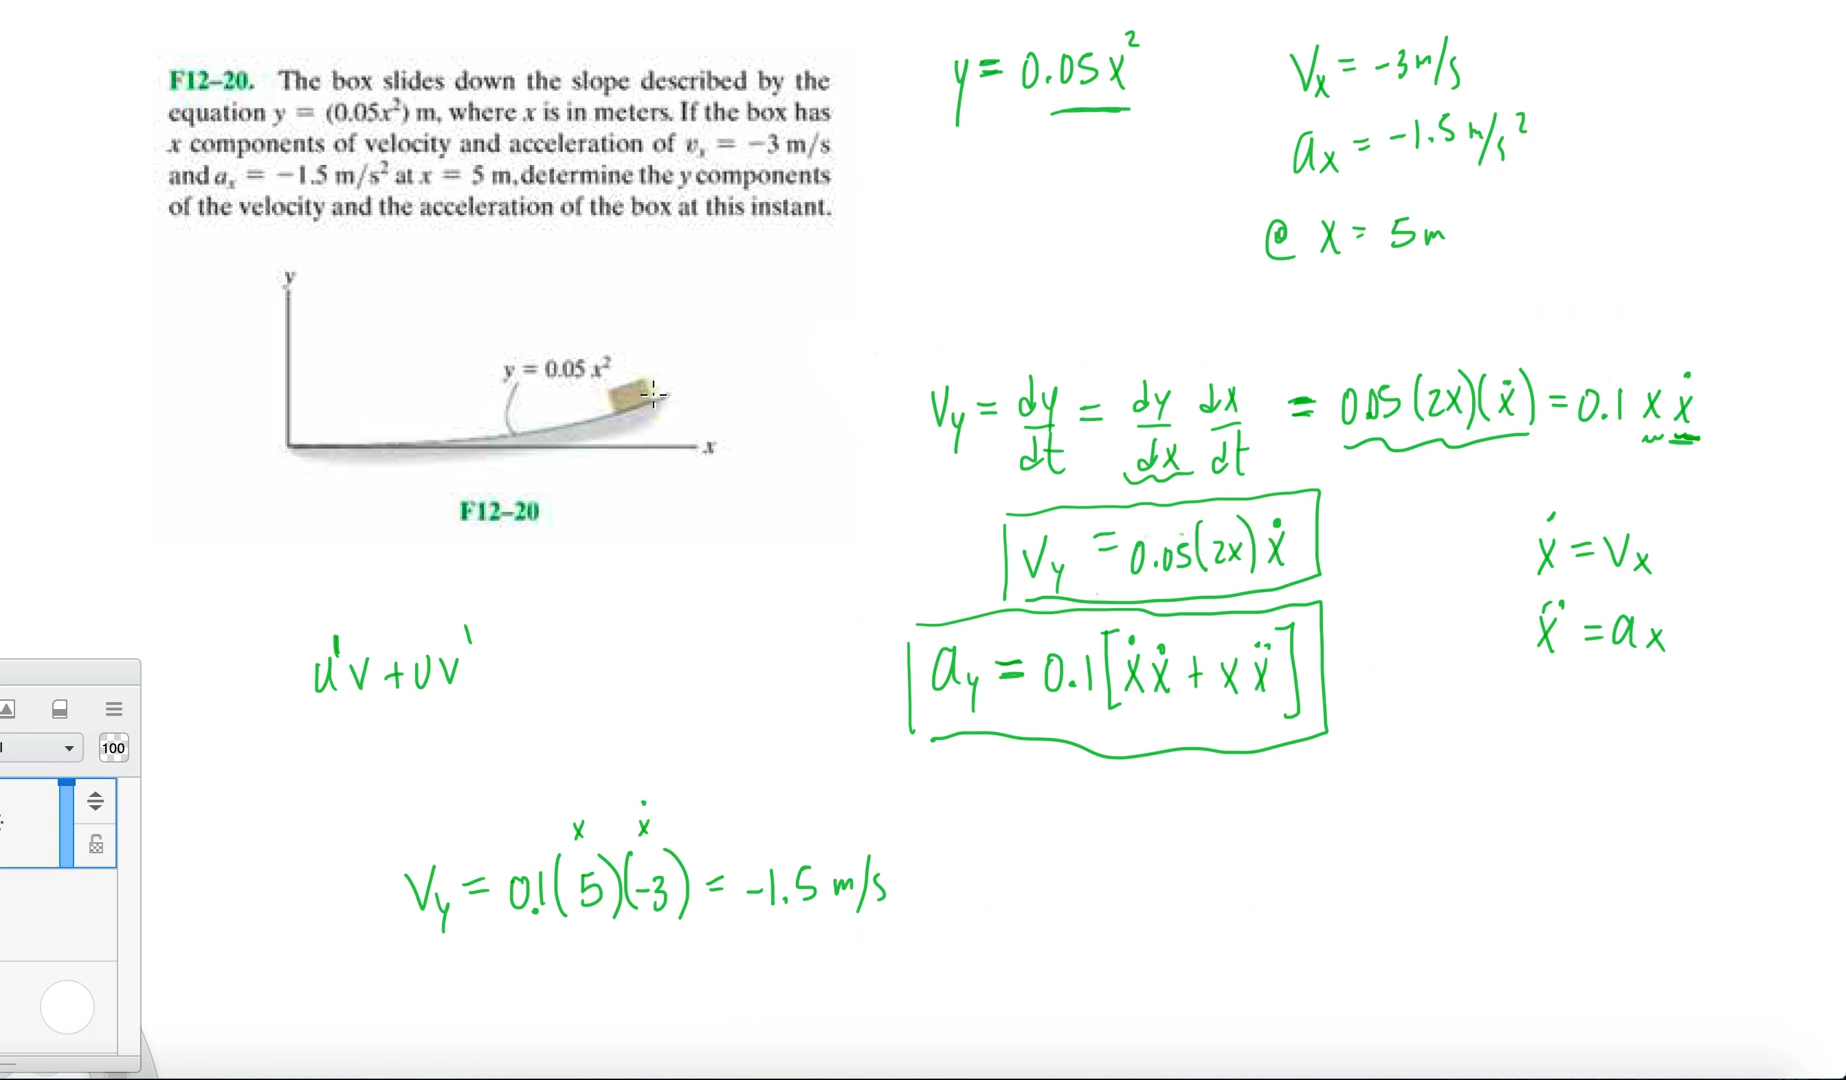 F12–20. The box slides down the slope described by the
equation y = (0.05x²) m, where x is in meters. If the box has
x components of velocity and acceleration of vₓ = −3 m/s
and aₓ = −1.5 m/s² at x = 5 m, determine the y components
of the velocity and the acceleration of the box at this instant.
y
y = 0.05 x²
x
F12–20
y = 0.05x²
Vx = -3 m/s
ax = -1.5 m/s²
@ x = 5 m
Vy = dy/dt = dy/dx dx/dt = 0.05(2x)(ẋ) = 0.1 x ẋ
Vy = 0.05(2x) ẋ
ẋ = Vx
ẍ = ax
ay = 0.1[ẋẋ + xẍ]
u'v + uv'
x ẋ
Vy = 0.1(5)(-3) = -1.5 m/s
100